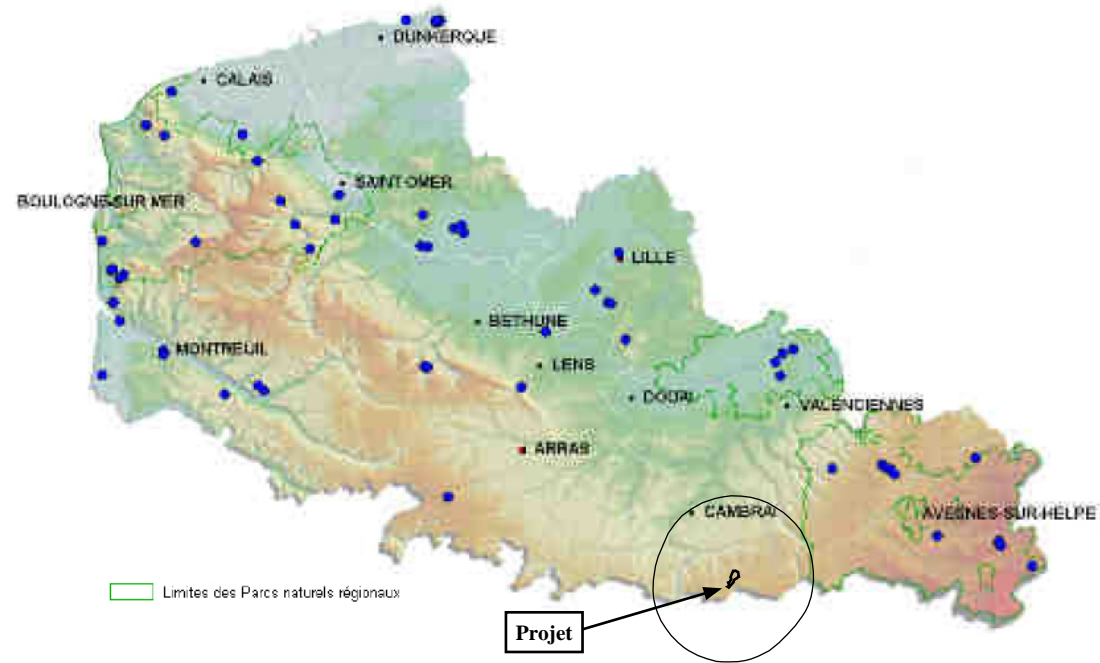 DUNKERQUE
CALAIS
SAINT-OMER
BOULOGNE-SUR-MER
LILLE
BETHUNE
MONTREUIL
LENS
DOUAI
VALENCIENNES
ARRAS
CAMBRAI
AVESNES-SUR-HELPE
Limites des Parcs naturels régionaux
Projet